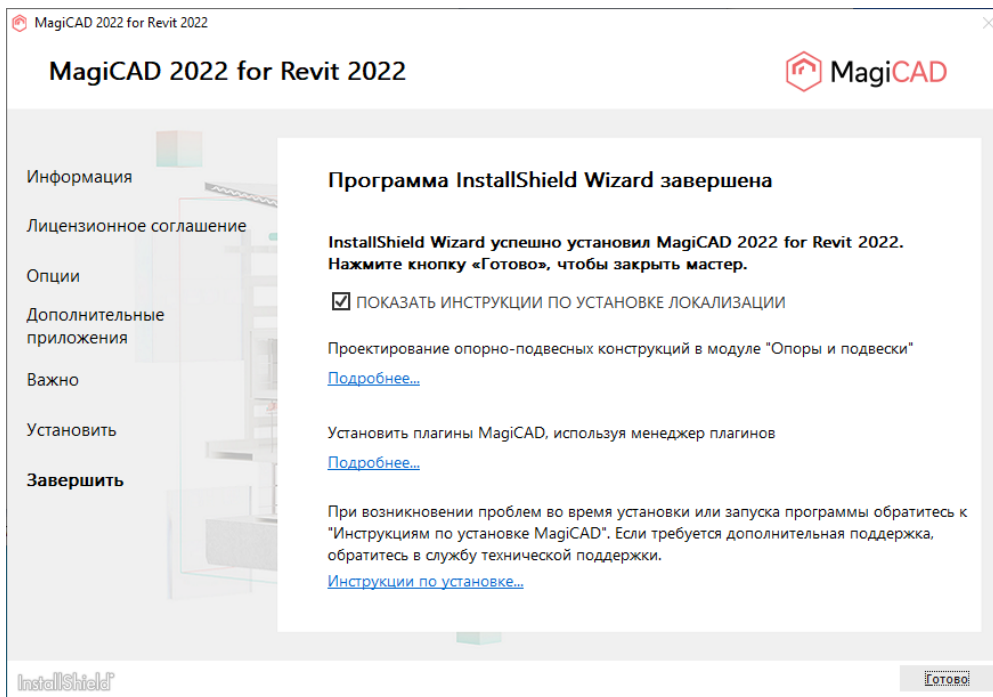 MagiCAD 2022 for Revit 2022
MagiCAD 2022 for Revit 2022
MagiCAD
Информация
Лицензионное соглашение
Опции
Дополнительные
приложения
Важно
Установить
Завершить
Программа InstallShield Wizard завершена
InstallShield Wizard успешно установил MagiCAD 2022 for Revit 2022.
Нажмите кнопку «Готово», чтобы закрыть мастер.
ПОКАЗАТЬ ИНСТРУКЦИИ ПО УСТАНОВКЕ ЛОКАЛИЗАЦИИ
Проектирование опорно-подвесных конструкций в модуле "Опоры и подвески"
Подробнее...
Установить плагины MagiCAD, используя менеджер плагинов
Подробнее...
При возникновении проблем во время установки или запуска программы обратитесь к
"Инструкциям по установке MagiCAD". Если требуется дополнительная поддержка,
обратитесь в службу технической поддержки.
Инструкции по установке...
InstallShield
Готово